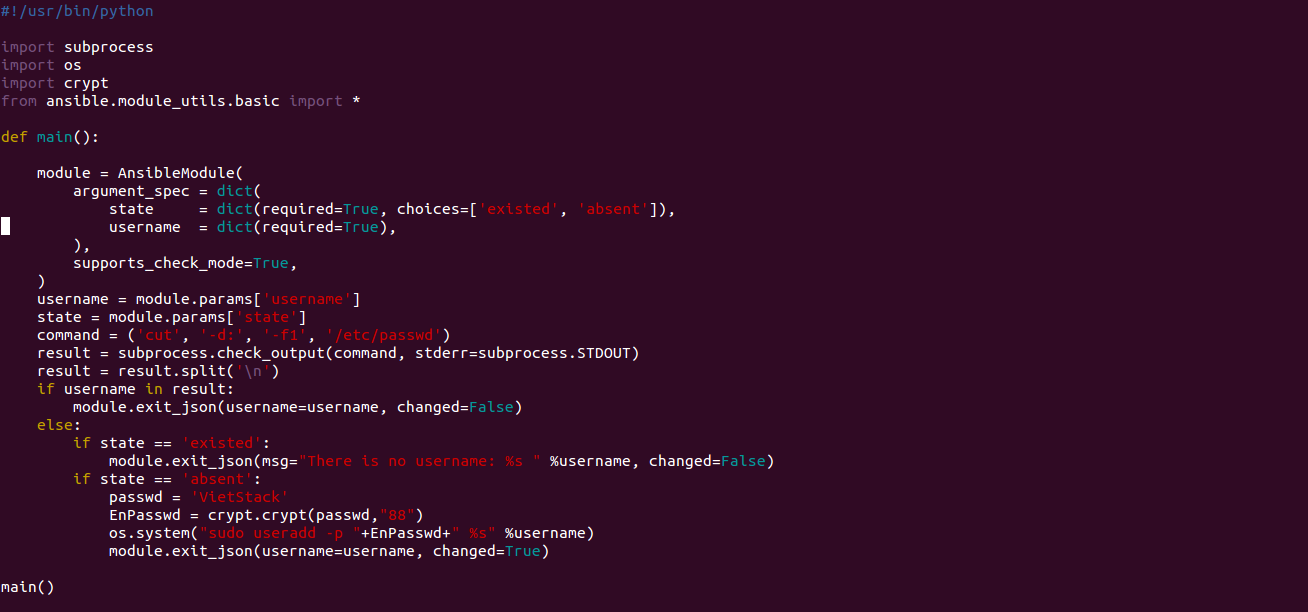 #!/usr/bin/python

import subprocess
import os
import crypt
from ansible.module_utils.basic import *

def main():

    module = AnsibleModule(
        argument_spec = dict(
            state     = dict(required=True, choices=['existed', 'absent']),
            username  = dict(required=True),
        ),
        supports_check_mode=True,
    )
    username = module.params['username']
    state = module.params['state']
    command = ('cut', '-d:', '-f1', '/etc/passwd')
    result = subprocess.check_output(command, stderr=subprocess.STDOUT)
    result = result.split('\n')
    if username in result:
        module.exit_json(username=username, changed=False)
    else:
        if state == 'existed':
            module.exit_json(msg="There is no username: %s " %username, changed=False)
        if state == 'absent':
            passwd = 'VietStack'
            EnPasswd = crypt.crypt(passwd,"88")
            os.system("sudo useradd -p "+EnPasswd+" %s" %username)
            module.exit_json(username=username, changed=True)

main()